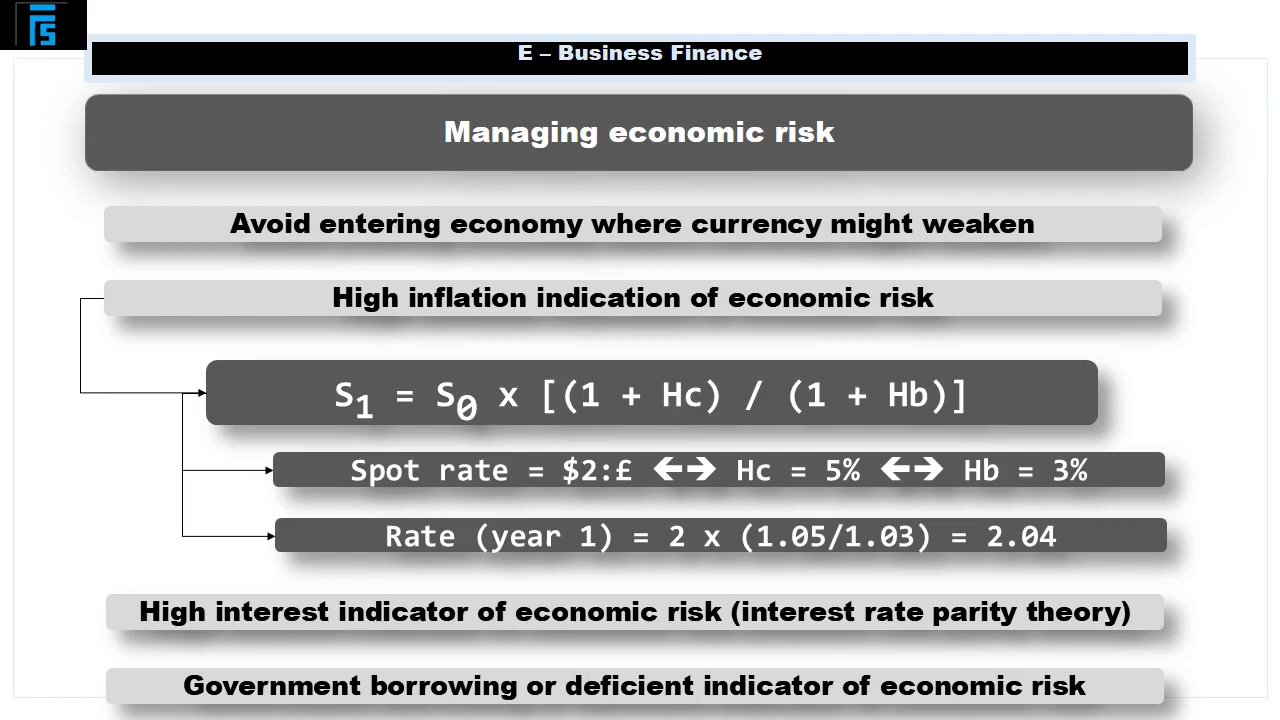 FS
E – Business Finance
Managing economic risk
Avoid entering economy where currency might weaken
High inflation indication of economic risk
S₁ = S₀ x [(1 + Hc) / (1 + Hb)]
Spot rate = $2:£ 🡨🡪 Hc = 5% 🡨🡪 Hb = 3%
Rate (year 1) = 2 x (1.05/1.03) = 2.04
High interest indicator of economic risk (interest rate parity theory)
Government borrowing or deficient indicator of economic risk